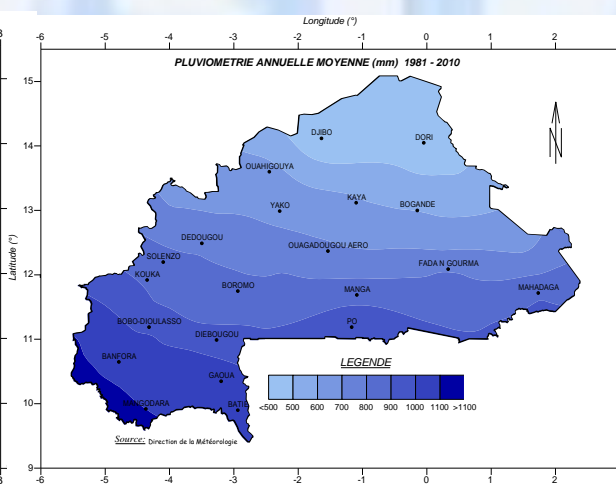 Longitude (°)
-6 -5 -4 -3 -2 -1 0 1 2
PLUVIOMETRIE ANNUELLE MOYENNE (mm) 1981 - 2010
15
14
13
12
11
10
9
Latitude (°)
N
DJIBO
DORI
OUAHIGOUYA
KAYA
YAKO
BOGANDE
DEDOUGOU
OUAGADOUGOU AERO
SOLENZO
FADA N GOURMA
KOUKA
BOROMO
MANGA
MAHADAGA
BOBO-DIOULASSO
PO
DIEBOUGOU
BANFORA
GAOUA
BATIE
LEGENDE
<500 500 600 700 800 900 1000 1100 >1100
Source: Direction de la Météorologie
-6 -5 -4 -3 -2 -1 0 1 2